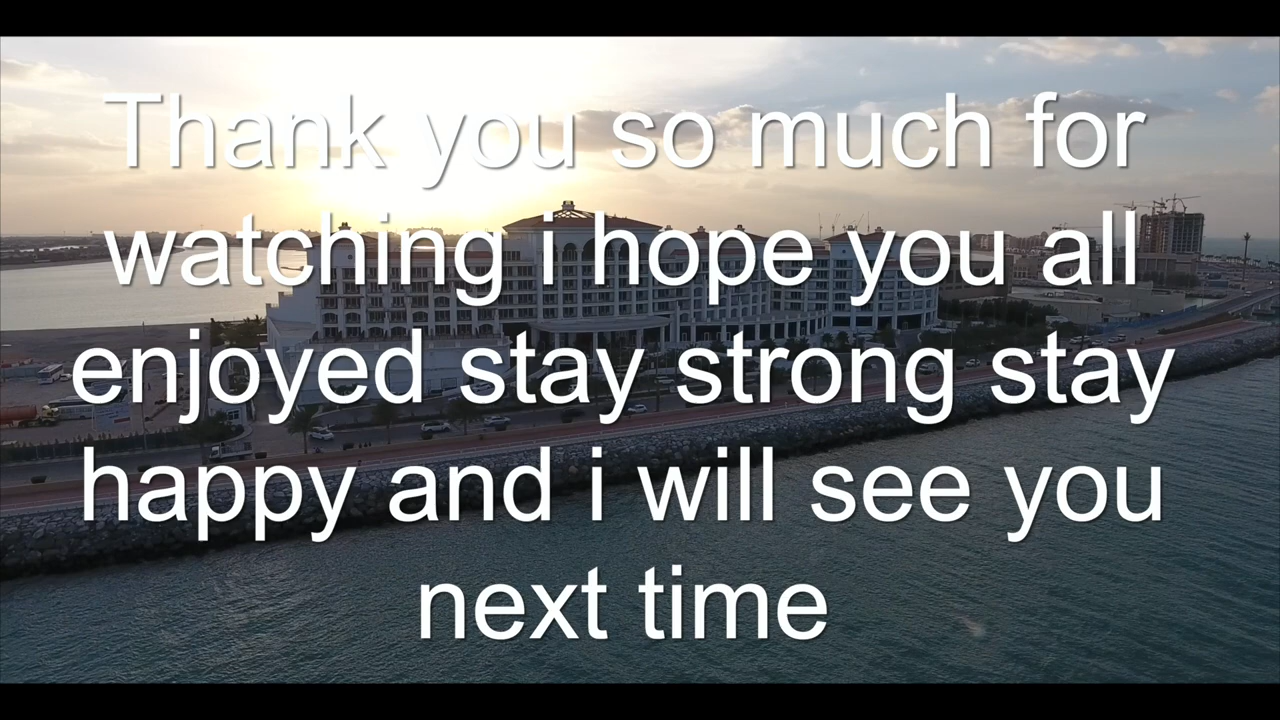 Thank you so much for
watching i hope you all
enjoyed stay strong stay
happy and i will see you
next time